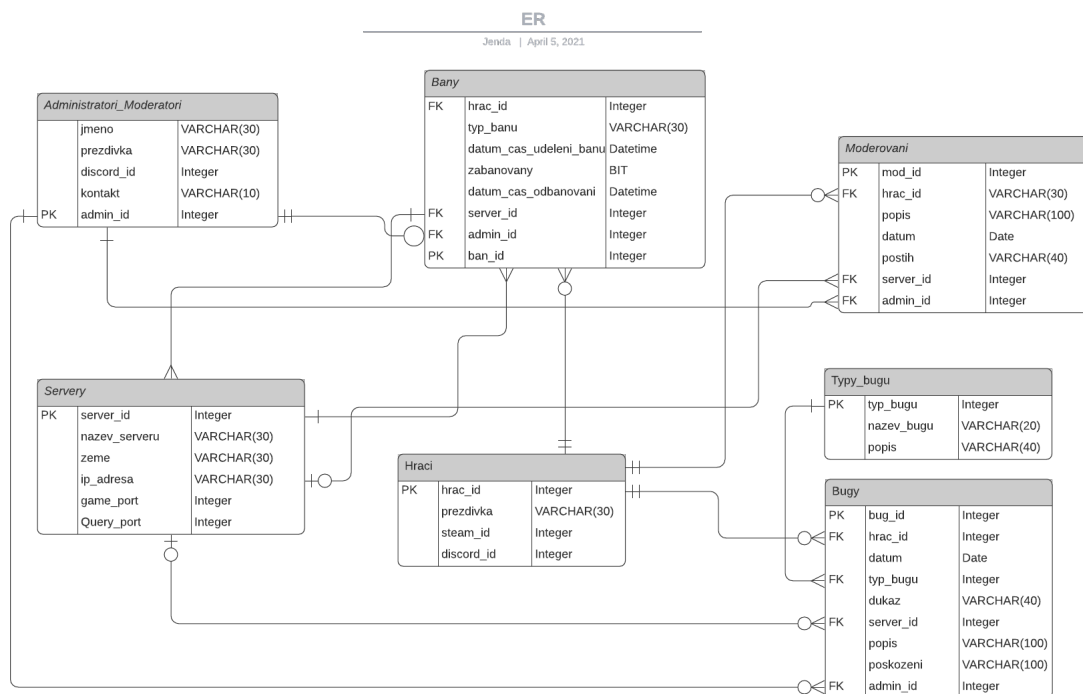 ER
Jenda | April 5, 2021
Administratori_Moderatori
jmeno VARCHAR(30)
prezdivka VARCHAR(30)
discord_id Integer
kontakt VARCHAR(10)
PK admin_id Integer
Bany
FK hrac_id Integer
typ_banu VARCHAR(30)
datum_cas_udeleni_banu Datetime
zabanovany BIT
datum_cas_odbanovani Datetime
FK server_id Integer
FK admin_id Integer
PK ban_id Integer
Moderovani
PK mod_id Integer
FK hrac_id VARCHAR(30)
popis VARCHAR(100)
datum Date
postih VARCHAR(40)
FK server_id Integer
FK admin_id Integer
Servery
PK server_id Integer
nazev_serveru VARCHAR(30)
zeme VARCHAR(30)
ip_adresa VARCHAR(30)
game_port Integer
Query_port Integer
Hraci
PK hrac_id Integer
prezdivka VARCHAR(30)
steam_id Integer
discord_id Integer
Typy_bugu
PK typ_bugu Integer
nazev_bugu VARCHAR(20)
popis VARCHAR(40)
Bugy
PK bug_id Integer
FK hrac_id Integer
datum Date
FK typ_bugu Integer
dukaz VARCHAR(40)
FK server_id Integer
popis VARCHAR(100)
poskozeni VARCHAR(100)
FK admin_id Integer